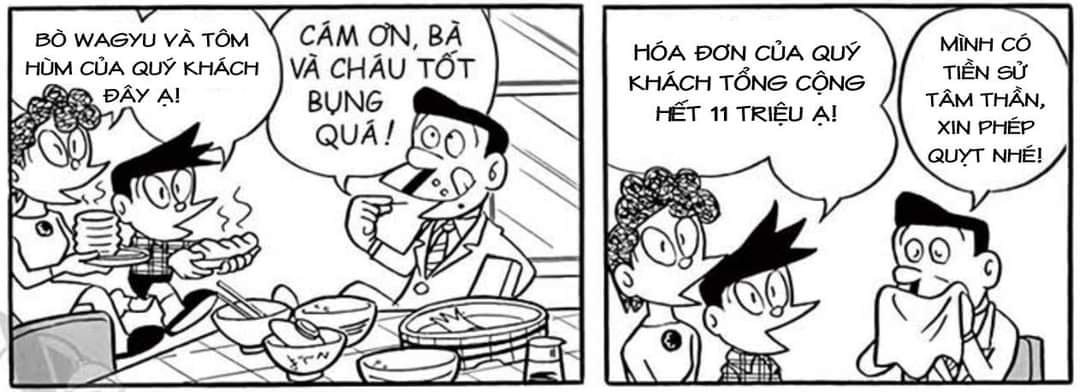 BÒ WAGYU VÀ TÔM
HÙM CỦA QUÝ KHÁCH
ĐÂY Ạ!
CÁM ƠN, BÀ
VÀ CHÁU TỐT
BỤNG
QUÁ!
HÓA ĐƠN CỦA QUÝ
KHÁCH TỔNG CỘNG
HẾT 11 TRIỆU Ạ!
MÌNH CÓ
TIỀN SỬ
TÂM THẦN,
XIN PHÉP
QUỴT NHÉ!